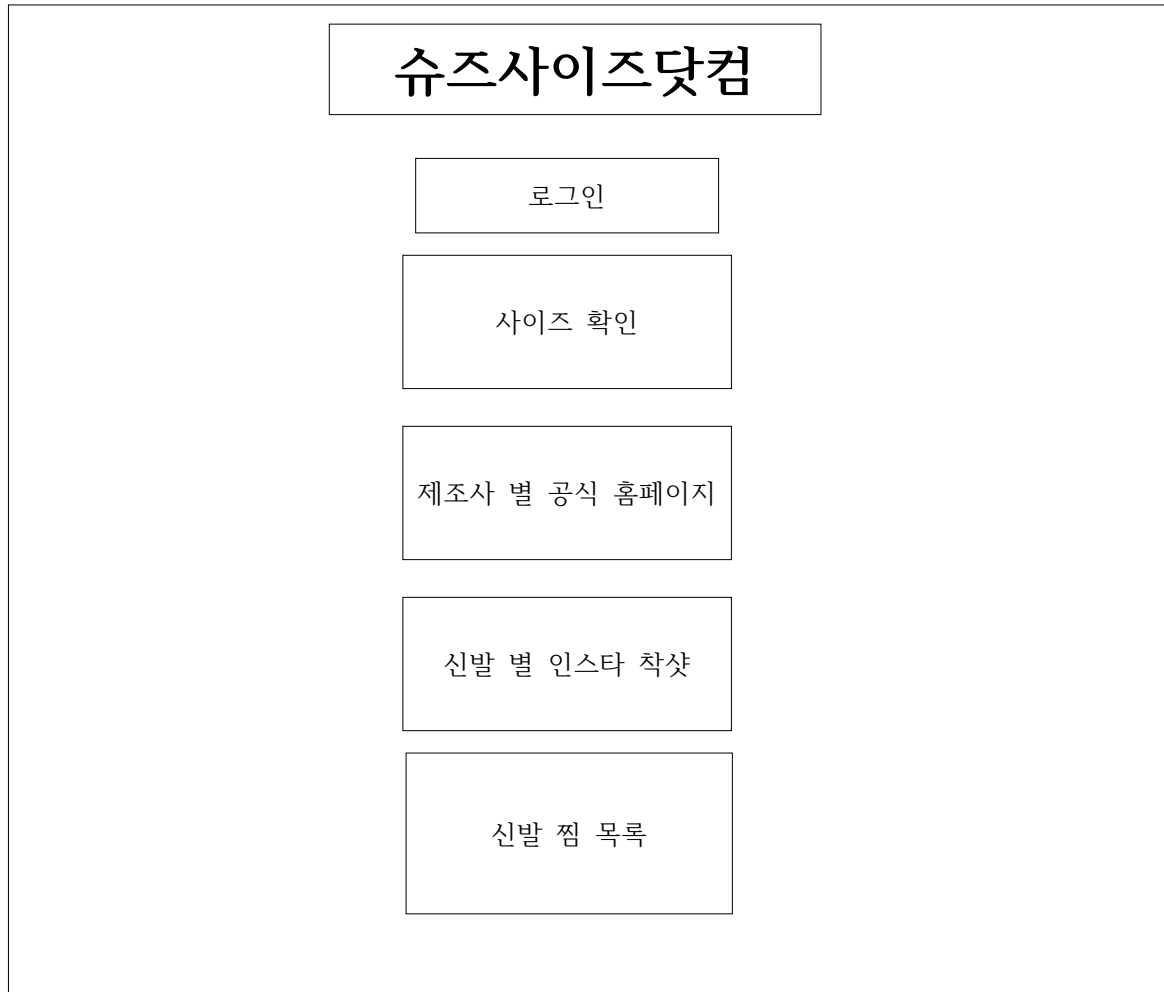 슈즈사이즈닷컴
로그인
사이즈 확인
제조사 별 공식 홈페이지
신발 별 인스타 착샷
신발 찜 목록